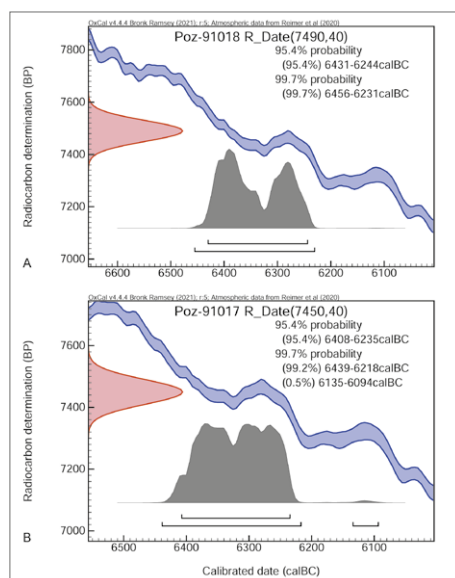 OxCal v4.4.4 Bronk Ramsey (2021); r:5; Atmospheric data from Reimer et al (2020)
Poz-91018 R_Date(7490,40)
95.4% probability
(95.4%) 6431-6244calBC
99.7% probability
(99.7%) 6456-6231calBC
Radiocarbon determination (BP)
7800
7600
7400
7200
7000
6600
6500
6400
6300
6200
6100
A
OxCal v4.4.4 Bronk Ramsey (2021); r:5; Atmospheric data from Reimer et al (2020)
Poz-91017 R_Date(7450,40)
95.4% probability
(95.4%) 6408-6235calBC
99.7% probability
(99.2%) 6439-6218calBC
(0.5%) 6135-6094calBC
Radiocarbon determination (BP)
7600
7400
7200
7000
6500
6400
6300
6200
6100
B
Calibrated date (calBC)